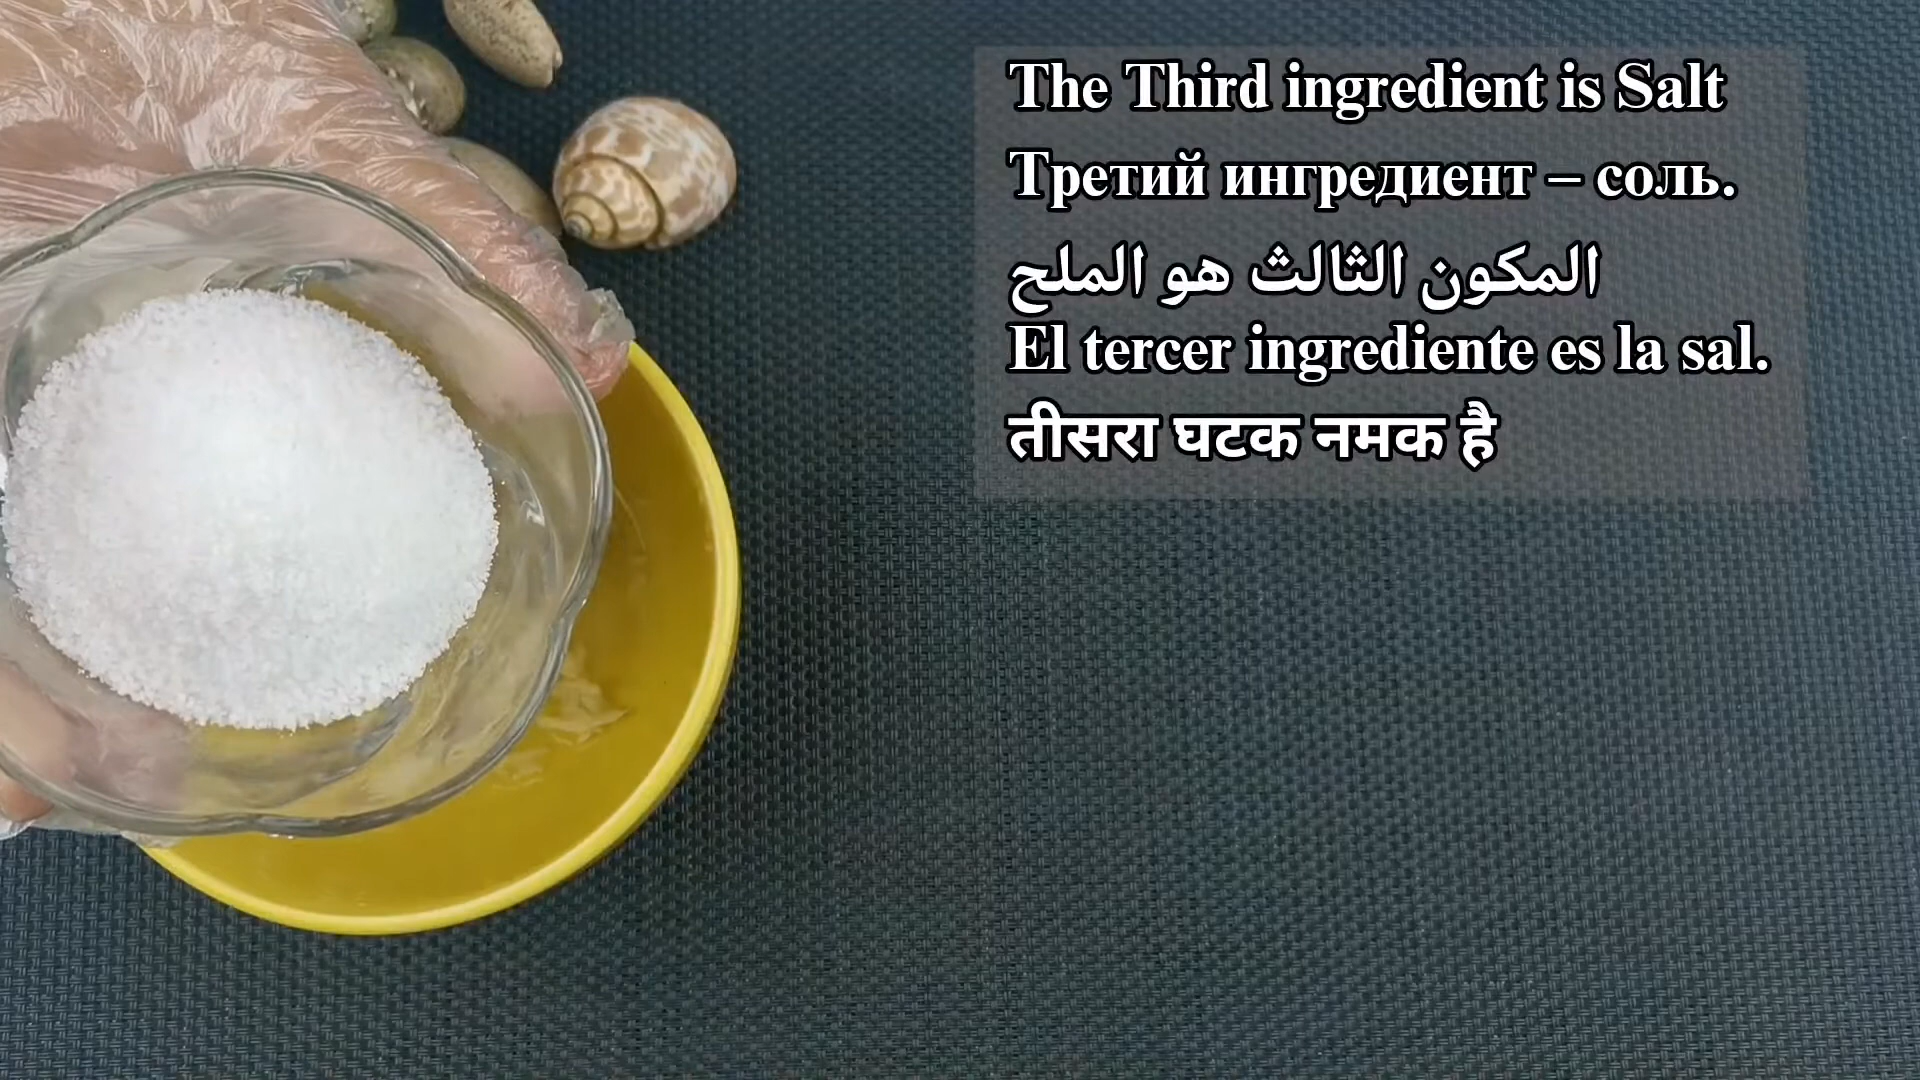 The Third ingredient is Salt
Третий ингредиент – соль.
المكون الثالث هو الملح
El tercer ingrediente es la sal.
तीसरा घटक नमक है